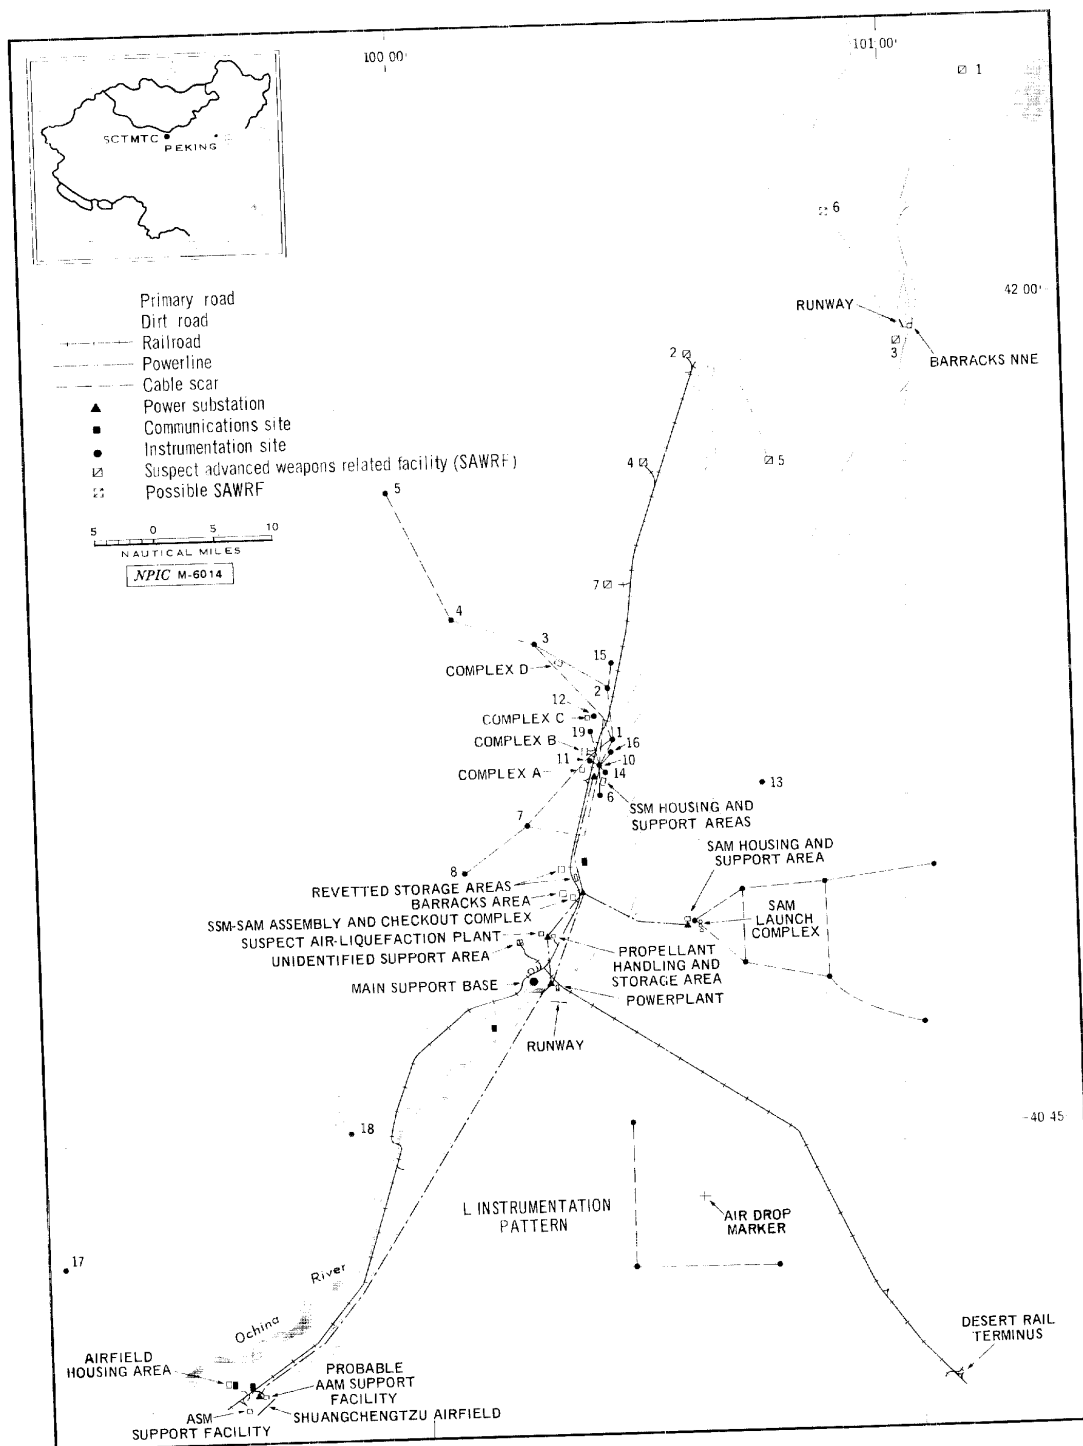 100 00'
101 00'
1
SCTMTC
PEKING
6
42 00'
RUNWAY
3
BARRACKS NNE
Primary road
Dirt road
Railroad
Powerline
Cable scar
Power substation
Communications site
Instrumentation site
Suspect advanced weapons related facility (SAWRF)
Possible SAWRF
2
4
5
5
5 0 5 10
NAUTICAL MILES
NPIC M-6014
7
4
3
15
COMPLEX D
2
12
COMPLEX C
19
1
COMPLEX B
16
11
10
COMPLEX A
14
13
6
SSM HOUSING AND
SUPPORT AREAS
7
SAM HOUSING AND
SUPPORT AREA
8
REVETTED STORAGE AREAS
BARRACKS AREA
SSM-SAM ASSEMBLY AND CHECKOUT COMPLEX
SUSPECT AIR-LIQUEFACTION PLANT
UNIDENTIFIED SUPPORT AREA
SAM
LAUNCH
COMPLEX
PROPELLANT
HANDLING AND
STORAGE AREA
MAIN SUPPORT BASE
POWERPLANT
RUNWAY
40 45'
18
L INSTRUMENTATION
PATTERN
AIR DROP
MARKER
17
Ochina River
DESERT RAIL
TERMINUS
AIRFIELD
HOUSING AREA
PROBABLE
AAM SUPPORT
FACILITY
ASM
SUPPORT FACILITY
SHUANGCHENGTZU AIRFIELD